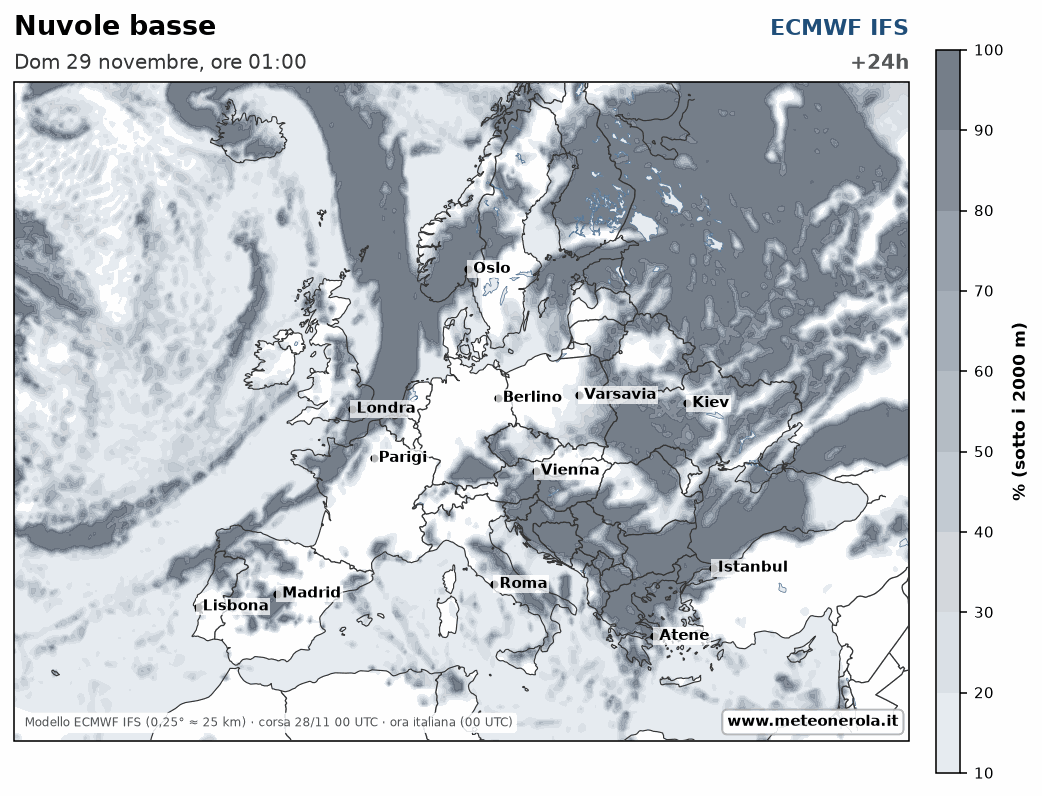 Nuvole basse
ECMWF IFS
Dom 29 novembre, ore 01:00
+24h
100
90
80
70
60
50
40
30
20
10
% (sotto i 2000 m)
Oslo
Berlino
Varsavia
Kiev
Londra
Parigi
Vienna
Istanbul
Roma
Madrid
Lisbona
Atene
Modello ECMWF IFS (0,25° ≈ 25 km) · corsa 28/11 00 UTC · ora italiana (00 UTC)
www.meteonerola.it